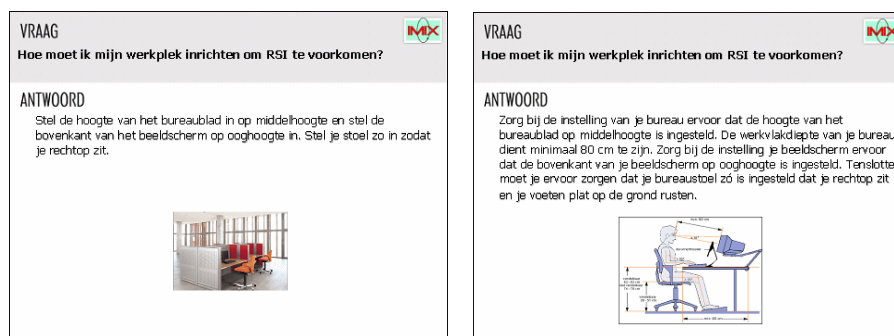 VRAAG
IMIX
Hoe moet ik mijn werkplek inrichten om RSI te voorkomen?
ANTWOORD
Stel de hoogte van het bureaublad in op middelhoogte en stel de
bovenkant van het beeldscherm op ooghoogte in. Stel je stoel zo in zodat
je rechtop zit.
VRAAG
IMIX
Hoe moet ik mijn werkplek inrichten om RSI te voorkomen?
ANTWOORD
Zorg bij de instelling van je bureau ervoor dat de hoogte van het
bureaublad op middelhoogte is ingesteld. De werkvlakdiepte van je bureau
dient minimaal 80 cm te zijn. Zorg bij de instelling je beeldscherm ervoor
dat de bovenkant van je beeldscherm op ooghoogte is ingesteld. Tenslotte
moet je ervoor zorgen dat je bureaustoel zó is ingesteld dat je rechtop zit
en je voeten plat op de grond rusten.